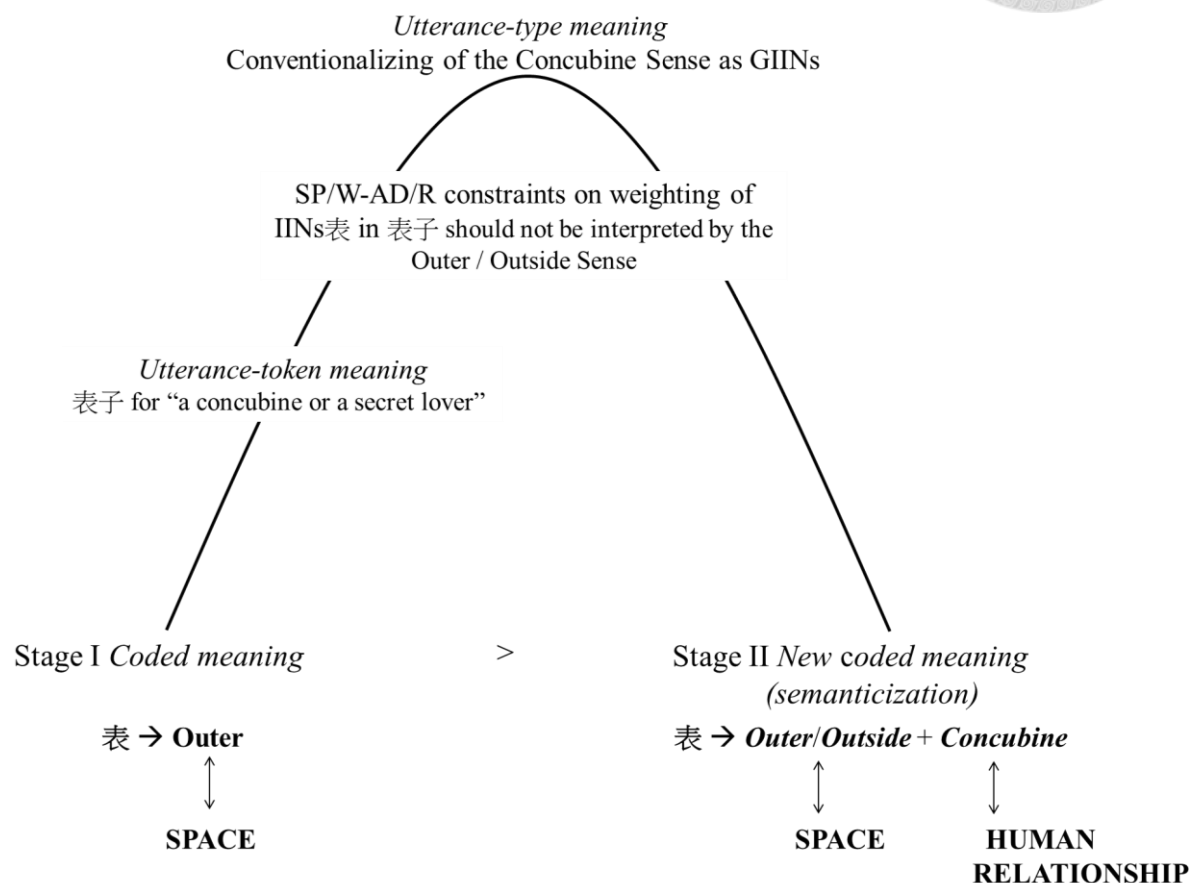 Utterance-type meaning
Conventionalizing of the Concubine Sense as GIINs
SP/W-AD/R constraints on weighting of
IINs表 in 表子 should not be interpreted by the
Outer / Outside Sense
Utterance-token meaning
表子 for “a concubine or a secret lover”
Stage I Coded meaning > Stage II New coded meaning
(semanticization)
表 → Outer 表 → Outer/Outside + Concubine
SPACE SPACE HUMAN
RELATIONSHIP